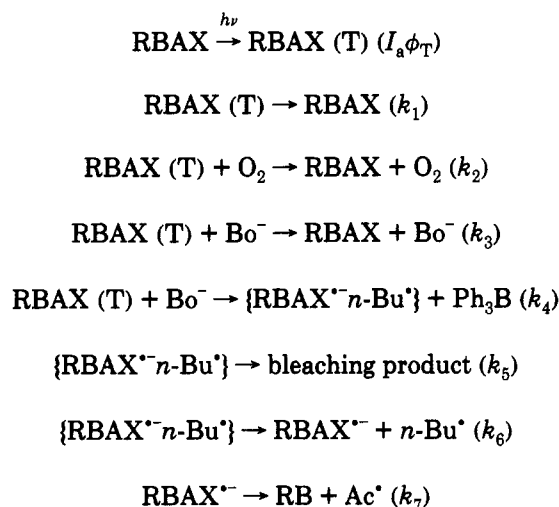 hν
RBAX → RBAX (T) (IₐϕT)
RBAX (T) → RBAX (k₁)
RBAX (T) + O₂ → RBAX + O₂ (k₂)
RBAX (T) + Bo⁻ → RBAX + Bo⁻ (k₃)
RBAX (T) + Bo⁻ → {RBAX•⁻n-Bu•} + Ph₃B (k₄)
{RBAX•⁻n-Bu•} → bleaching product (k₅)
{RBAX•⁻n-Bu•} → RBAX•⁻ + n-Bu• (k₆)
RBAX•⁻ → RB + Ac• (k₇)